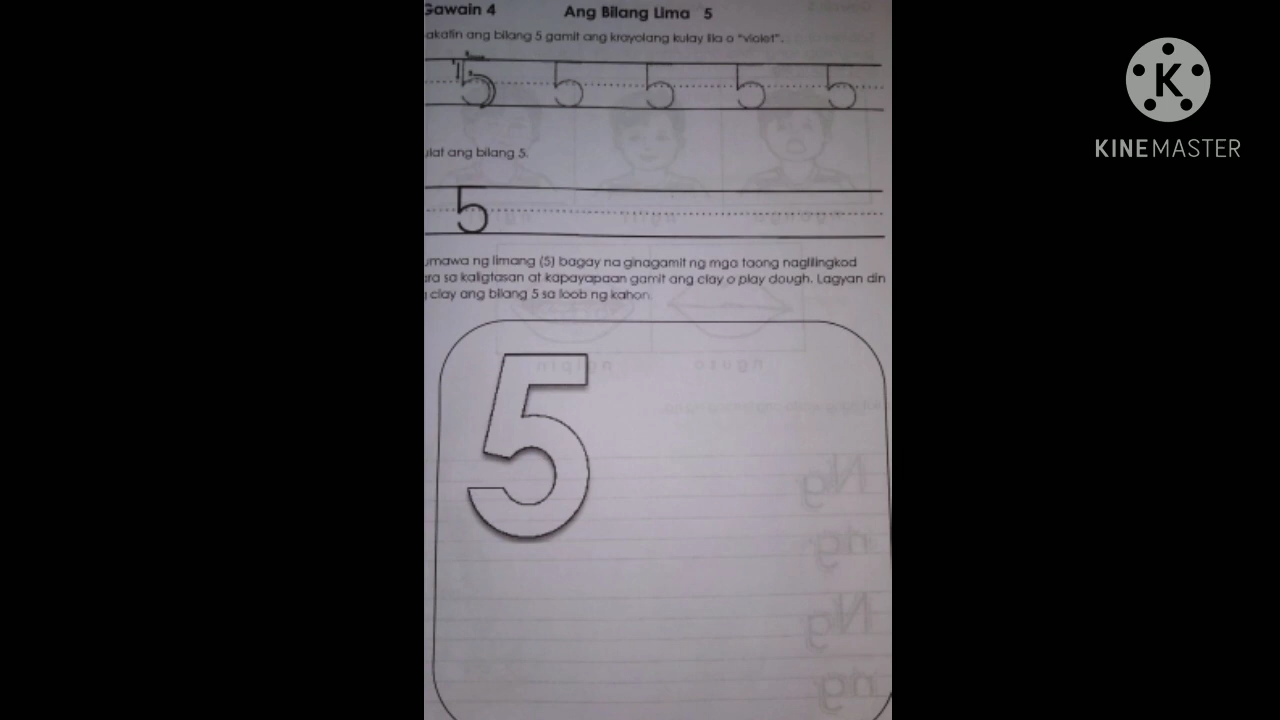 Gawain 4 Ang Bilang Lima 5
akatin ang bilang 5 gamit ang krayolang kulay lila o "violet".
5 5 5 5 5
ulat ang bilang 5.
5
umawa ng limang (5) bagay na ginagamit ng mga taong naglilingkod
ara sa kaligtasan at kapayapaan gamit ang clay o play dough. Lagyan din
g clay ang bilang 5 sa loob ng kahon.
5
K
KINEMASTER